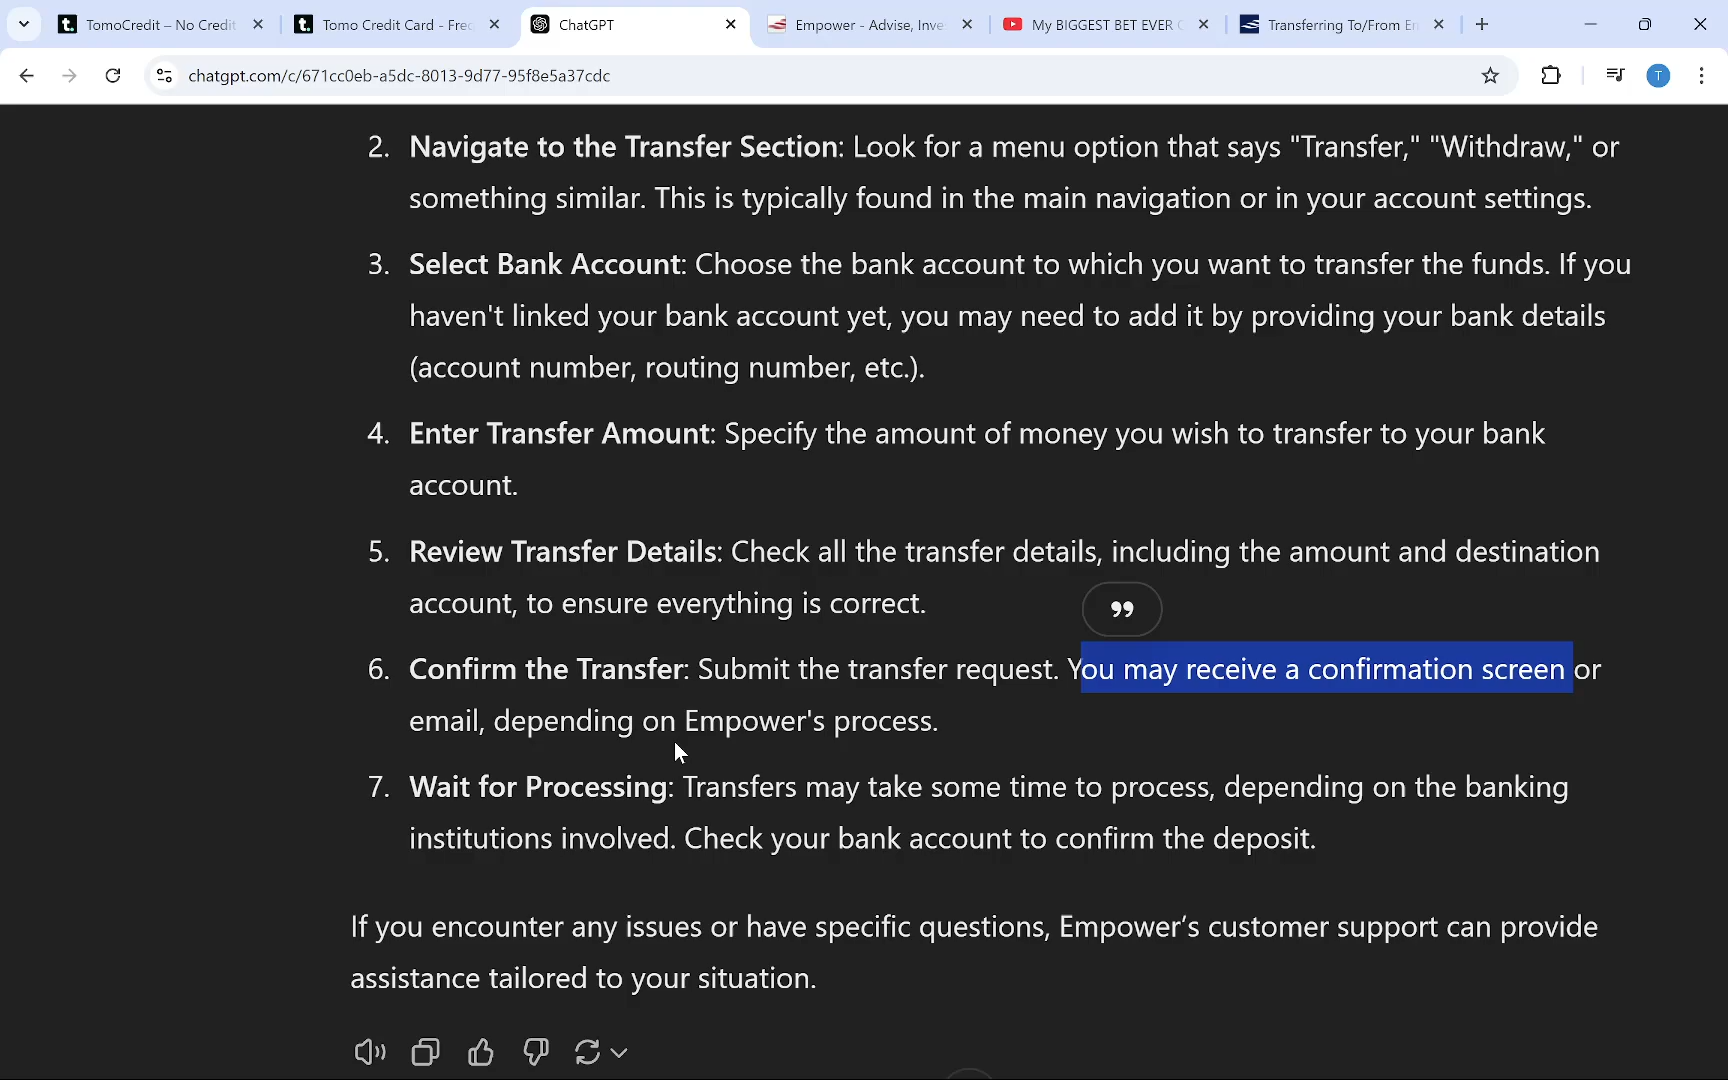 TomoCredit – No Credit
Tomo Credit Card - Free
ChatGPT
Empower - Advise, Inve
My BIGGEST BET EVER
Transferring To/From
chatgpt.com/c/671cc0eb-a5dc-8013-9d77-95f8e5a37cdc
T
2. Navigate to the Transfer Section: Look for a menu option that says "Transfer," "Withdraw," or
something similar. This is typically found in the main navigation or in your account settings.
3. Select Bank Account: Choose the bank account to which you want to transfer the funds. If you
haven't linked your bank account yet, you may need to add it by providing your bank details
(account number, routing number, etc.).
4. Enter Transfer Amount: Specify the amount of money you wish to transfer to your bank
account.
5. Review Transfer Details: Check all the transfer details, including the amount and destination
account, to ensure everything is correct.
6. Confirm the Transfer: Submit the transfer request. You may receive a confirmation screen or
email, depending on Empower's process.
7. Wait for Processing: Transfers may take some time to process, depending on the banking
institutions involved. Check your bank account to confirm the deposit.
If you encounter any issues or have specific questions, Empower’s customer support can provide
assistance tailored to your situation.